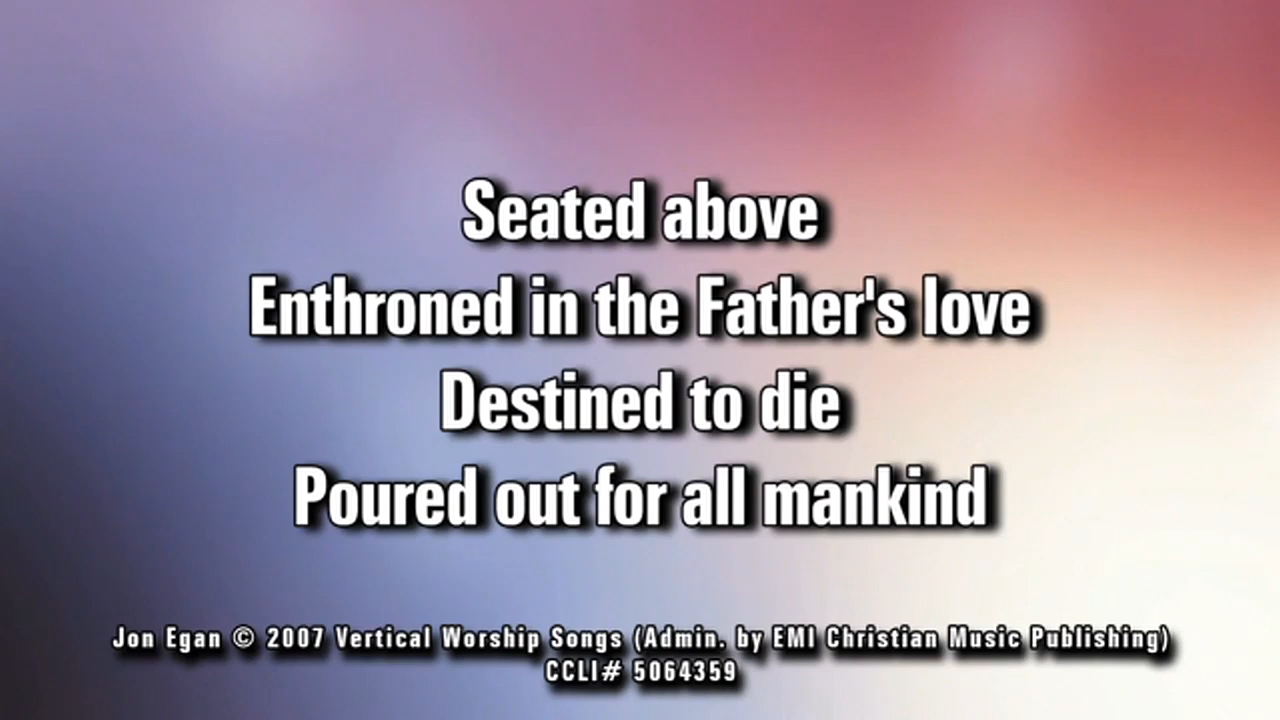 Seated above
Enthroned in the Father's love
Destined to die
Poured out for all mankind
Jon Egan © 2007 Vertical Worship Songs (Admin. by EMI Christian Music Publishing)
CCLI# 5064359